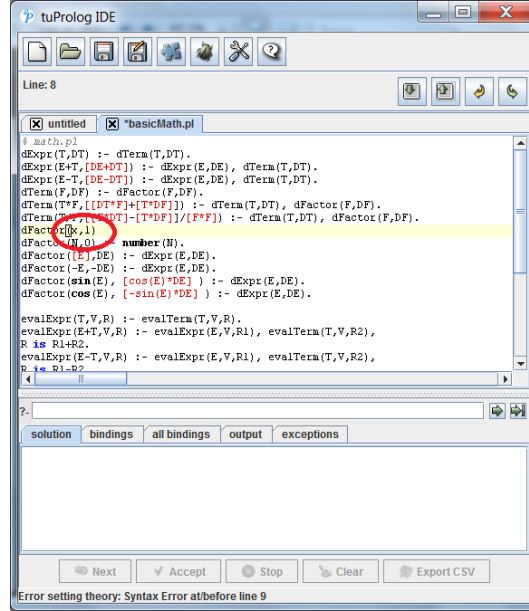 tuProlog IDE
Line: 8
untitled
*basicMath.pl
% math.pl
dExpr(T,DT) :- dTerm(T,DT).
dExpr(E+T,[DE+DT]) :- dExpr(E,DE), dTerm(T,DT).
dExpr(E-T,[DE-DT]) :- dExpr(E,DE), dTerm(T,DT).
dTerm(F,DF) :- dFactor(F,DF).
dTerm(T*F,[[DT*F]+[T*DF]]) :- dTerm(T,DT), dFactor(F,DF).
dTerm(T/F,[[F*DT]-[T*DF]]/[F*F]) :- dTerm(T,DT), dFactor(F,DF).
dFactor(x,1)
dFactor(N,0) :- number(N).
dFactor([E],DE) :- dExpr(E,DE).
dFactor(-E,-DE) :- dExpr(E,DE).
dFactor(sin(E), [cos(E)*DE] ) :- dExpr(E,DE).
dFactor(cos(E), [-sin(E)*DE] ) :- dExpr(E,DE).
evalExpr(T,V,R) :- evalTerm(T,V,R).
evalExpr(E+T,V,R) :- evalExpr(E,V,R1), evalTerm(T,V,R2),
R is R1+R2.
evalExpr(E-T,V,R) :- evalExpr(E,V,R1), evalTerm(T,V,R2),
R is R1-R2
?-
solution bindings all bindings output exceptions
Next Accept Stop Clear Export CSV
Error setting theory: Syntax Error at/before line 9